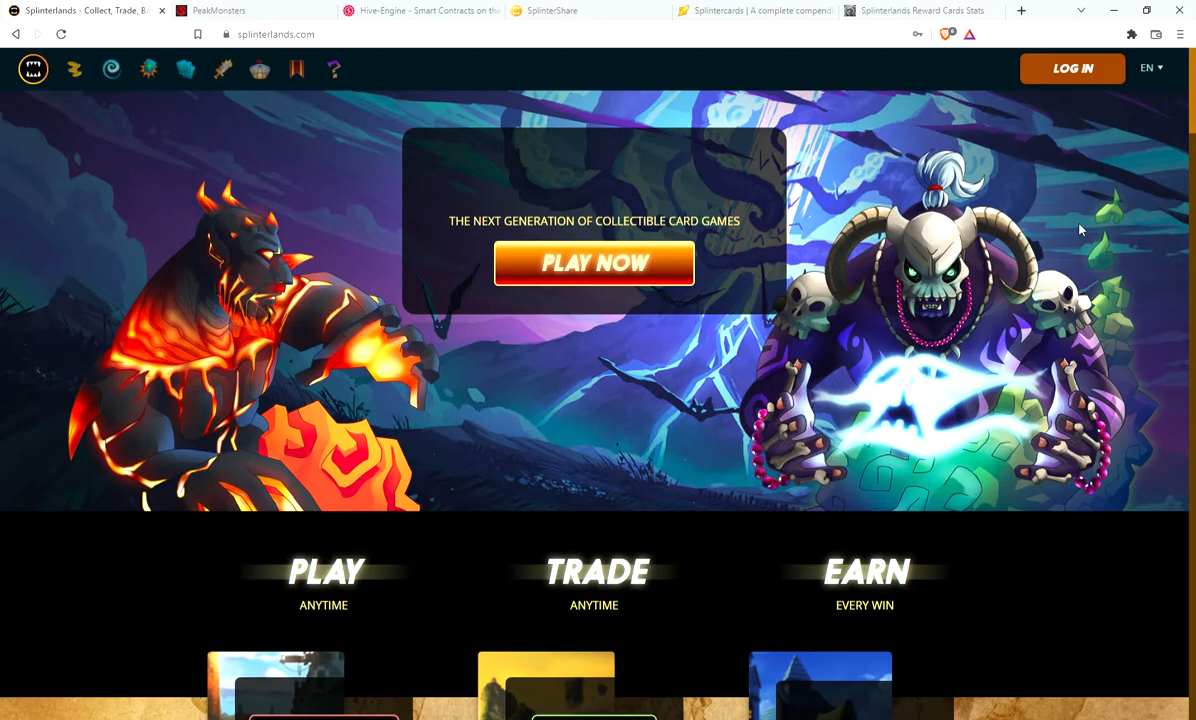 Splinterlands - Collect, Trade, Ba
PeakMonsters
Hive-Engine - Smart Contracts on the
SplinterShare
Splintercards | A complete compendi
Splinterlands Reward Cards Stats
splinterlands.com
6
LOG IN
EN
THE NEXT GENERATION OF COLLECTIBLE CARD GAMES
PLAY NOW
PLAY
TRADE
EARN
ANYTIME
ANYTIME
EVERY WIN